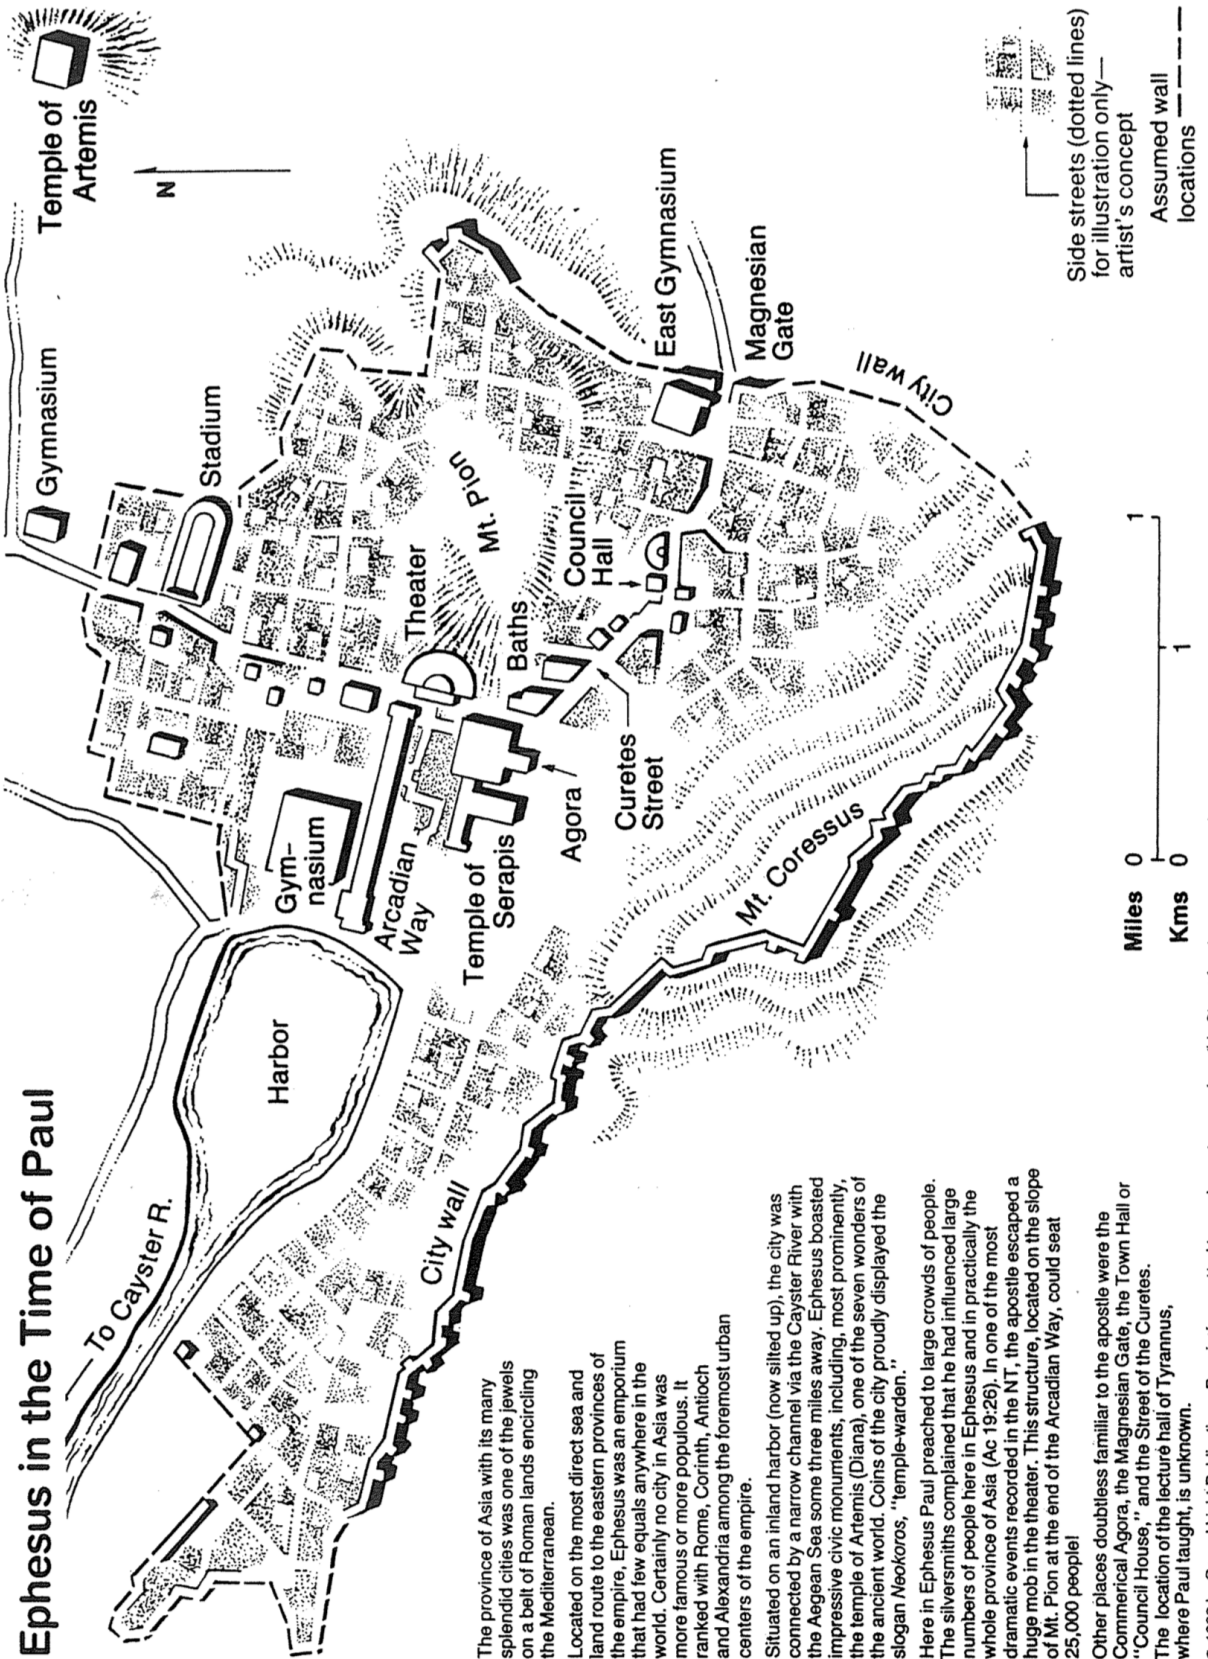 Ephesus in the Time of Paul
Temple of
Artemis
N
Gymnasium
Stadium
To Cayster R.
Harbor
Gym-
nasium
Arcadian
Way
Theater
Mt. Pion
Temple of
Serapis
Agora
Baths
Council
Hall
Curetes
Street
East Gymnasium
Magnesian
Gate
City wall
City wall
Mt. Coressus
Side streets (dotted lines)
for illustration only—
artist's concept
Assumed wall
locations
Miles 0 1
Kms 0 1
The province of Asia with its many
splendid cities was one of the jewels
on a belt of Roman lands encircling
the Mediterranean.
Located on the most direct sea and
land route to the eastern provinces of
the empire, Ephesus was an emporium
that had few equals anywhere in the
world. Certainly no city in Asia was
more famous or more populous. It
ranked with Rome, Corinth, Antioch
and Alexandria among the foremost urban
centers of the empire.
Situated on an inland harbor (now silted up), the city was
connected by a narrow channel via the Cayster River with
the Aegean Sea some three miles away. Ephesus boasted
impressive civic monuments, including, most prominently,
the temple of Artemis (Diana), one of the seven wonders of
the ancient world. Coins of the city proudly displayed the
slogan Neokoros, "temple-warden."
Here in Ephesus Paul preached to large crowds of people.
The silversmiths complained that he had influenced large
numbers of people here in Ephesus and in practically the
whole province of Asia (Ac 19:26). In one of the most
dramatic events recorded in the NT, the apostle escaped a
huge mob in the theater. This structure, located on the slope
of Mt. Pion at the end of the Arcadian Way, could seat
25,000 people!
Other places doubtless familiar to the apostle were the
Commerical Agora, the Magnesian Gate, the Town Hall or
"Council House," and the Street of the Curetes.
The location of the lecture hall of Tyrannus,
where Paul taught, is unknown.